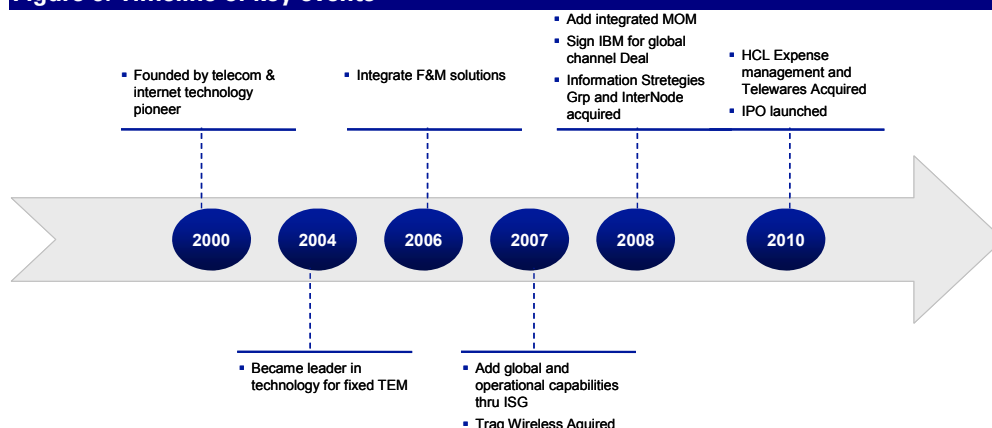 Figure 6: Timeline of key events
Add integrated MOM
Sign IBM for global
channel Deal
Information Stretegies
Grp and InterNode
acquired
HCL Expense
management and
Telewares Acquired
IPO launched
Founded by telecom &
internet technology
pioneer
Integrate F&M solutions
2000
2004
2006
2007
2008
2010
Became leader in
technology for fixed TEM
Add global and
operational capabilities
thru ISG
Traq Wireless Aquired